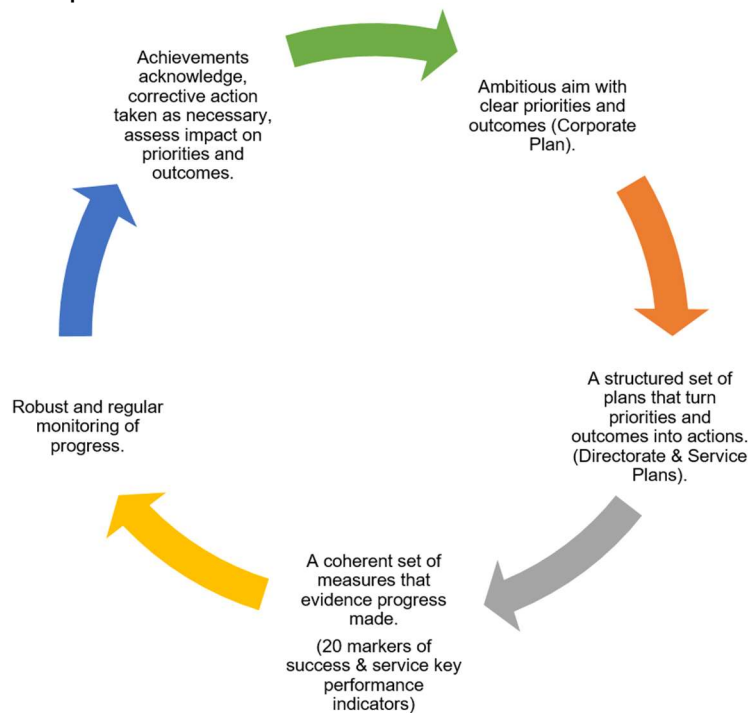 Achievements
acknowledge,
corrective action
taken as necessary,
assess impact on
priorities and
outcomes.
Ambitious aim with
clear priorities and
outcomes (Corporate
Plan).
A structured set of
plans that turn
priorities and
outcomes into actions.
(Directorate & Service
Plans).
A coherent set of
measures that
evidence progress
made.
(20 markers of
success & service key
performance
indicators)
Robust and regular
monitoring of
progress.